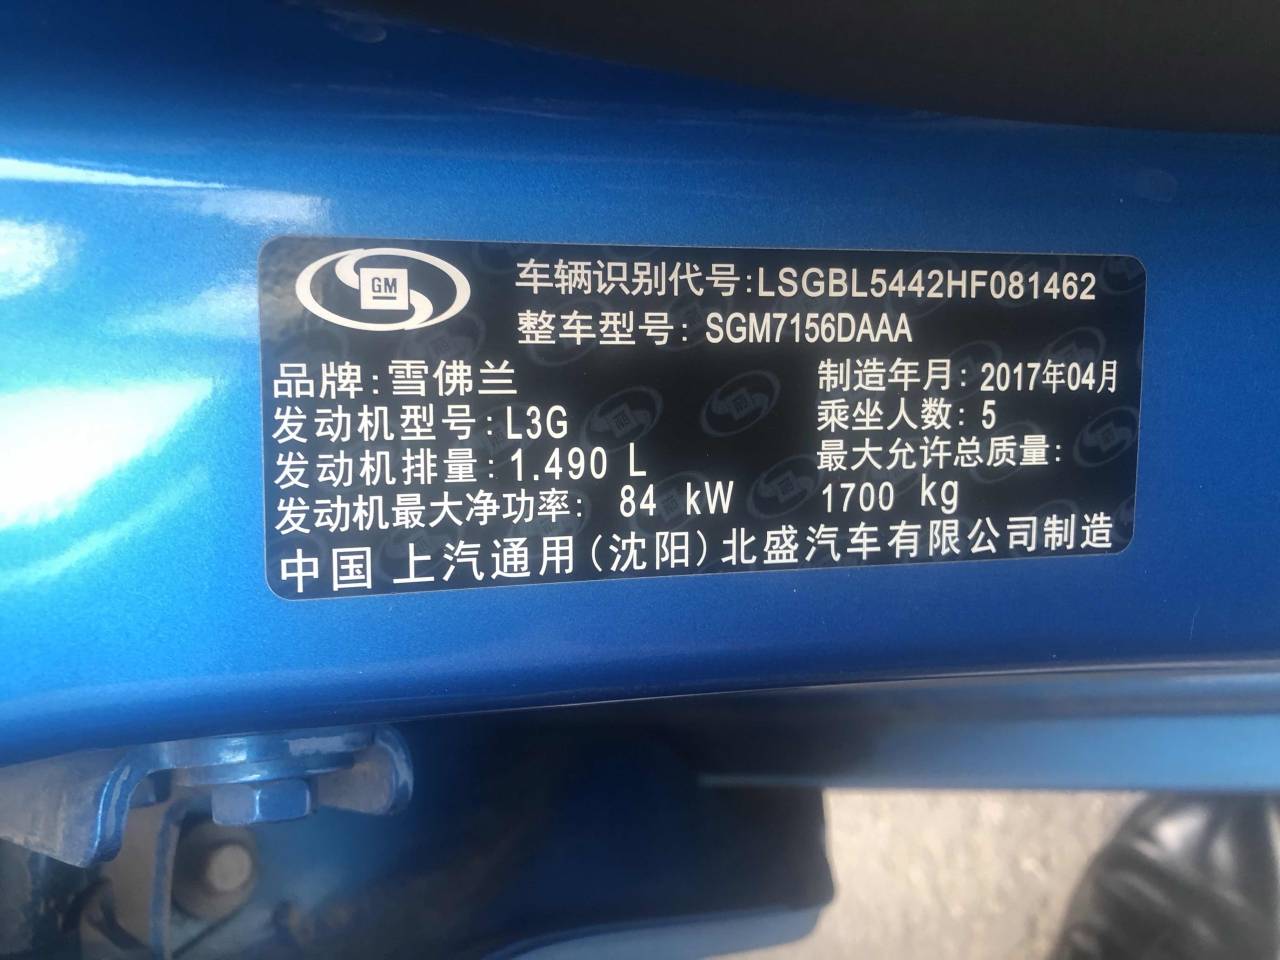 GM
车辆识别代号:LSGBL5442HF081462
整车型号: SGM7156DAAA
品牌:雪佛兰
制造年月: 2017年04月
发动机型号:L3G
乘坐人数: 5
发动机排量:1.490 L
最大允许总质量:
发动机最大净功率: 84 kW
1700 kg
中国 上汽通用(沈阳)北盛汽车有限公司制造